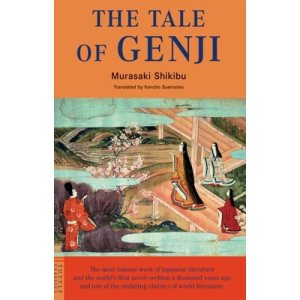 THE TALE
OF GENJI
Murasaki Shikibu
Translated by Kencho Suematsu
The most famous work of Japanese literature
and the world's first novel—written a thousand years ago
and one of the enduring classics of world literature.
TUTTLE